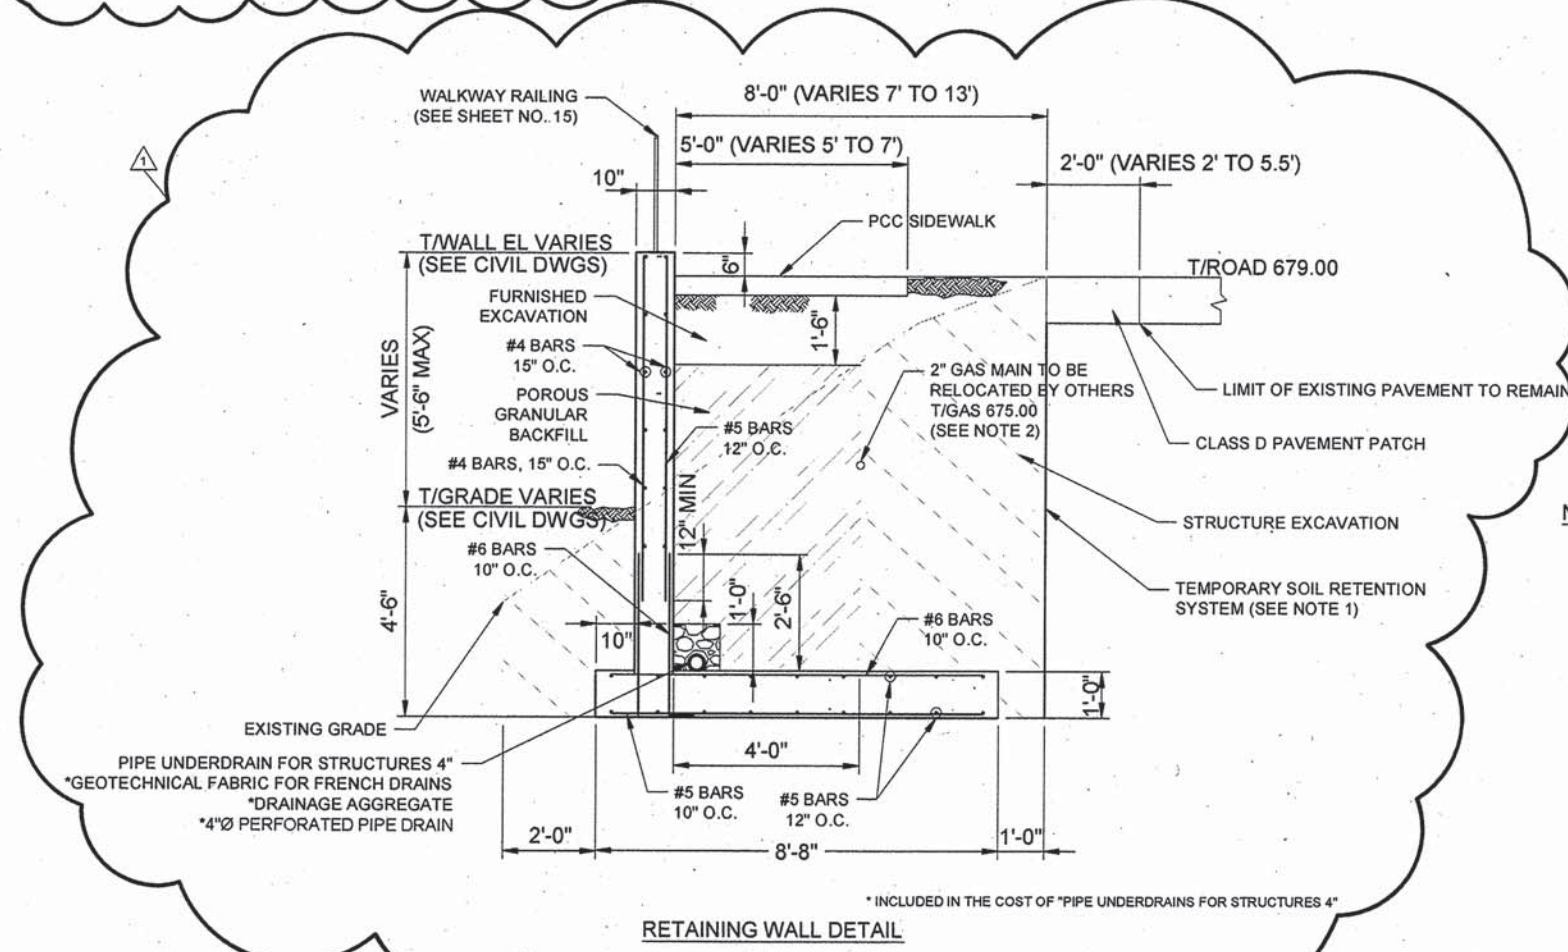 WALKWAY RAILING
(SEE SHEET NO. 15)
8'-0" (VARIES 7' TO 13')
5'-0" (VARIES 5' TO 7')
2'-0" (VARIES 2' TO 5.5')
1
10"
PCC SIDEWALK
T/WALL EL VARIES
(SEE CIVIL DWGS)
6"
T/ROAD 679.00
FURNISHED
EXCAVATION
1'-6"
#4 BARS
15" O.C.
VARIES
(5'-6" MAX)
2" GAS MAIN TO BE
RELOCATED BY OTHERS
T/GAS 675.00
(SEE NOTE 2)
LIMIT OF EXISTING PAVEMENT TO REMAIN
POROUS
GRANULAR
BACKFILL
#5 BARS
12" O.C.
CLASS D PAVEMENT PATCH
#4 BARS, 15" O.C.
T/GRADE VARIES
(SEE CIVIL DWGS)
12" MIN
STRUCTURE EXCAVATION
#6 BARS
10" O.C.
TEMPORARY SOIL RETENTION
SYSTEM (SEE NOTE 1)
4'-6"
1'-0"
2'-6"
10"
#6 BARS
10" O.C.
1'-0"
EXISTING GRADE
4'-0"
PIPE UNDERDRAIN FOR STRUCTURES 4"
*GEOTECHNICAL FABRIC FOR FRENCH DRAINS
*DRAINAGE AGGREGATE
*4"Ø PERFORATED PIPE DRAIN
#5 BARS
10" O.C.
#5 BARS
12" O.C.
2'-0"
8'-8"
1'-0"
* INCLUDED IN THE COST OF "PIPE UNDERDRAINS FOR STRUCTURES 4"
RETAINING WALL DETAIL